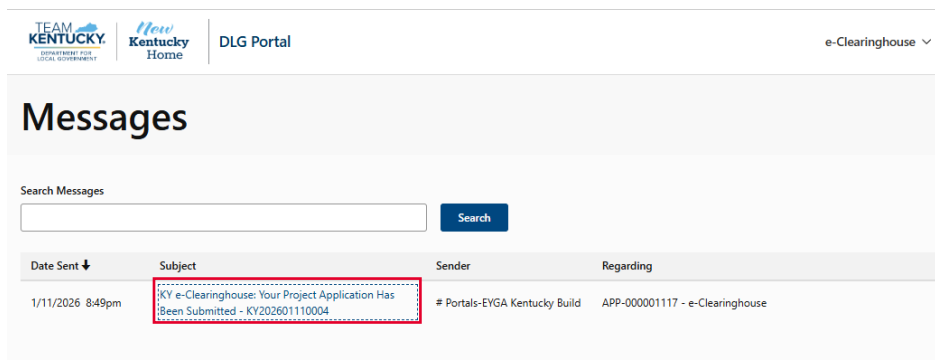 TEAM
KENTUCKY.
DEPARTMENT FOR
LOCAL GOVERNMENT
New
Kentucky
Home
DLG Portal
e-Clearinghouse
Messages
Search Messages
Search
Date Sent Subject Sender Regarding
1/11/2026 8:49pm KY e-Clearinghouse: Your Project Application Has # Portals-EYGA Kentucky Build APP-000001117 - e-Clearinghouse
Been Submitted - KY202601110004